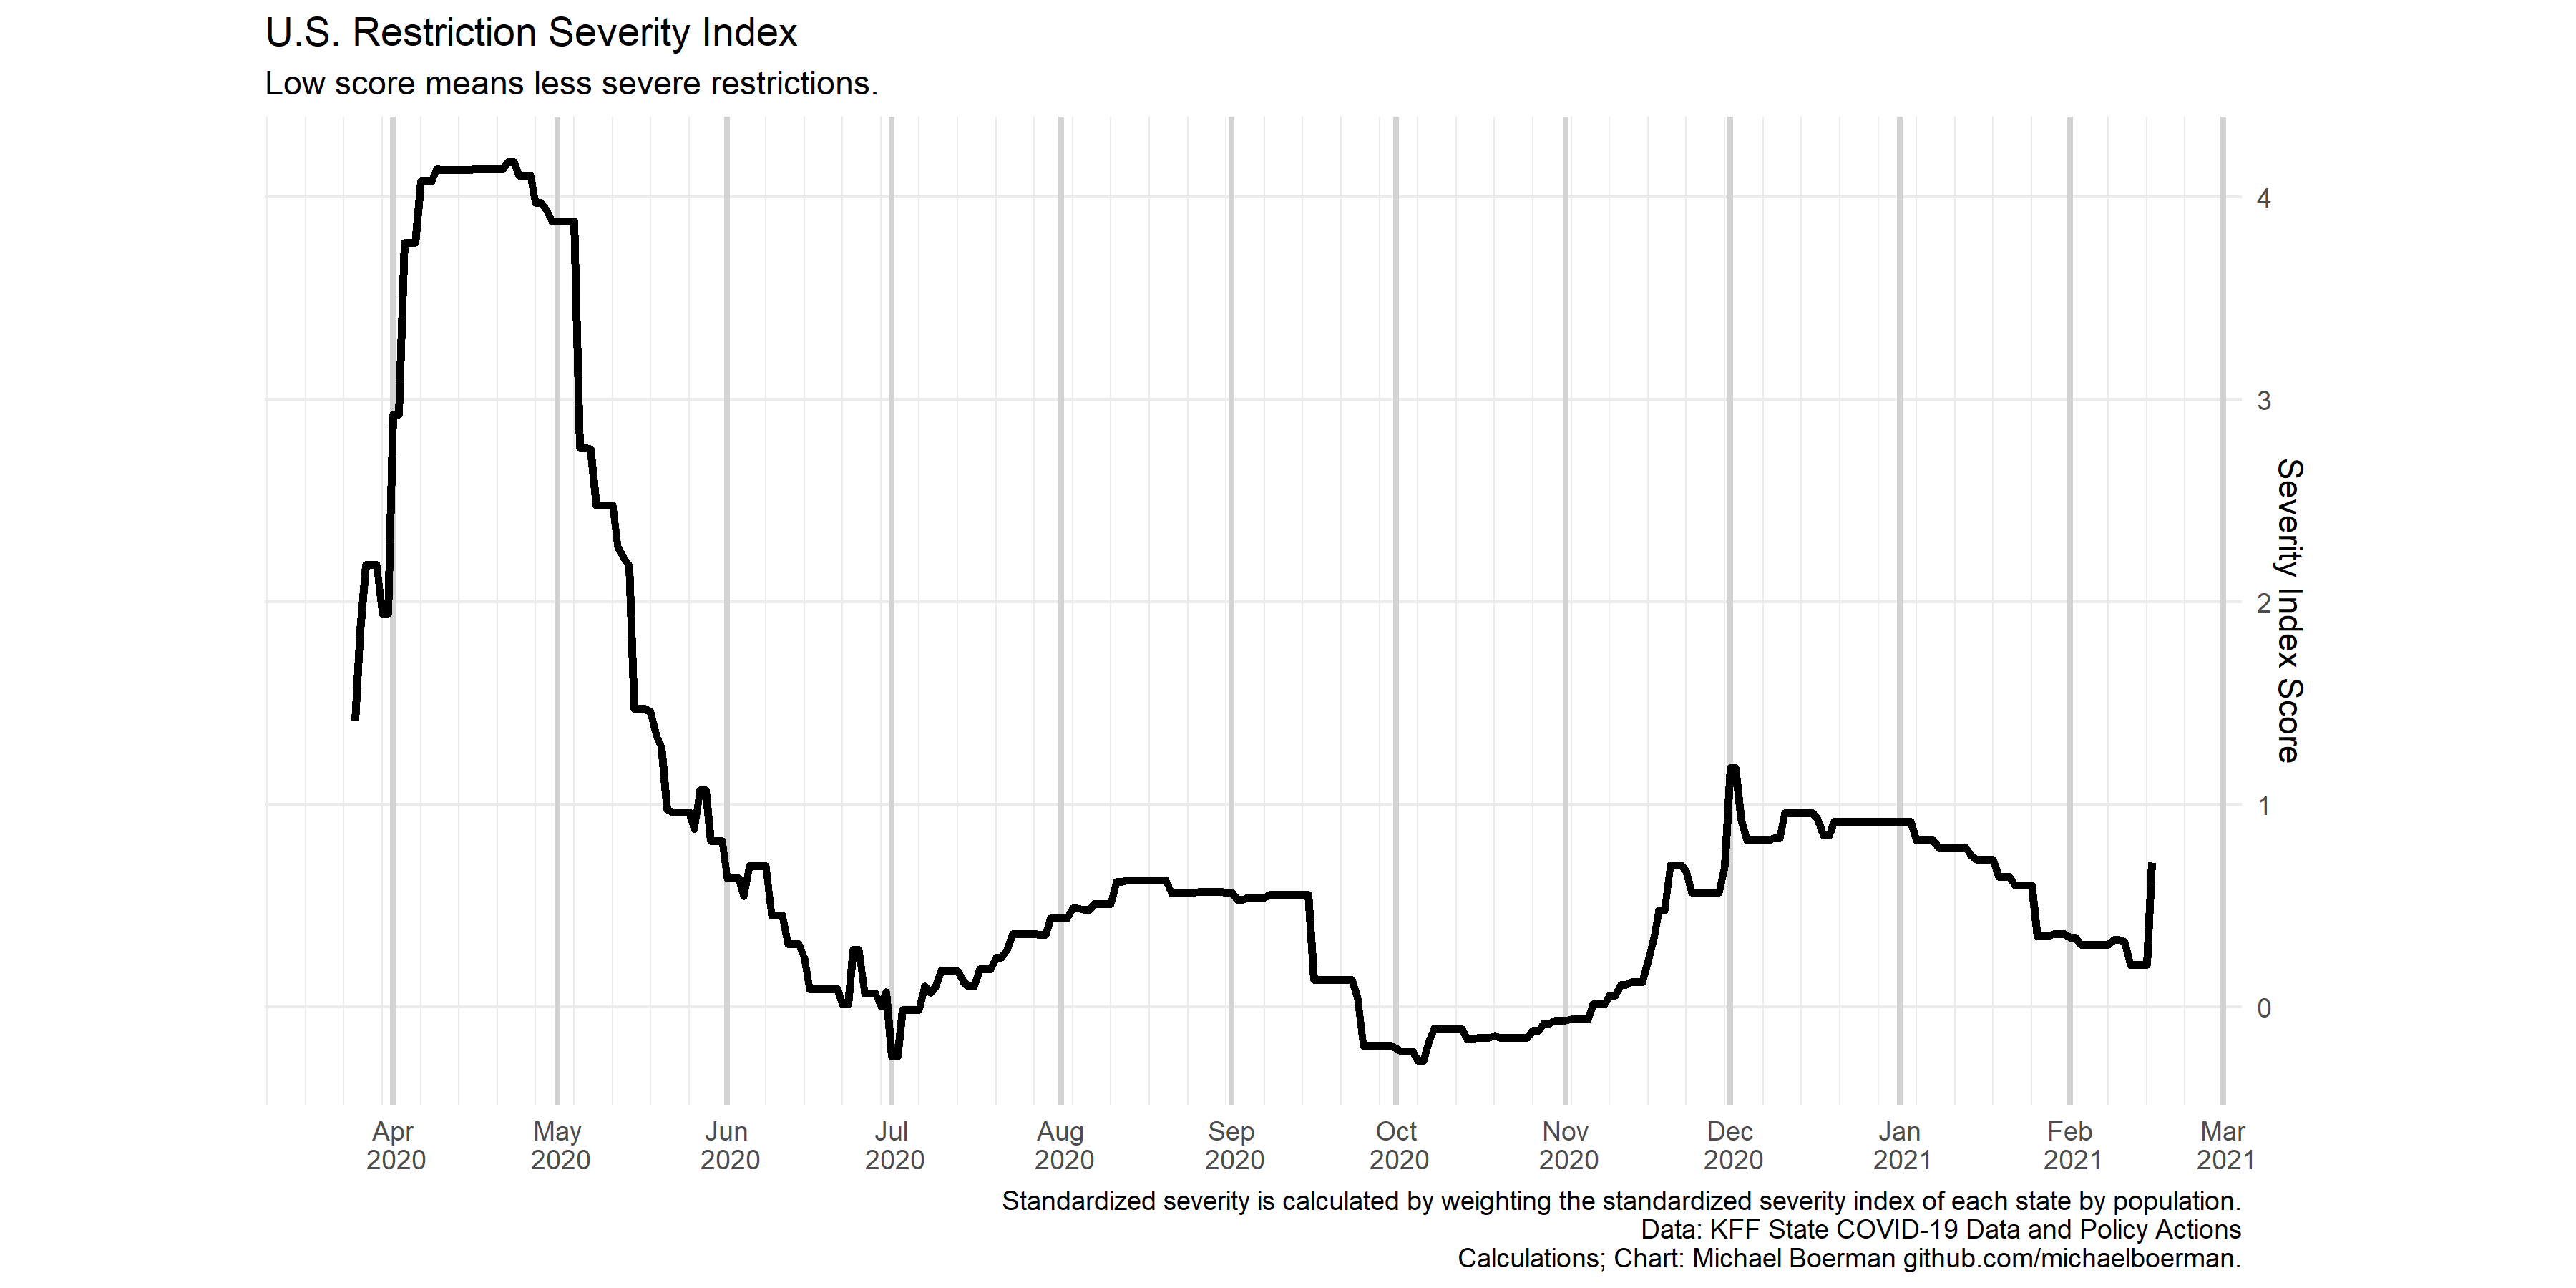 U.S. Restriction Severity Index
Low score means less severe restrictions.
4
3
2
1
0
Severity Index Score
Apr May Jun Jul Aug Sep Oct Nov Dec Jan Feb Mar
2020 2020 2020 2020 2020 2020 2020 2020 2020 2021 2021 2021
Standardized severity is calculated by weighting the standardized severity index of each state by population.
Data: KFF State COVID-19 Data and Policy Actions
Calculations; Chart: Michael Boerman github.com/michaelboerman.